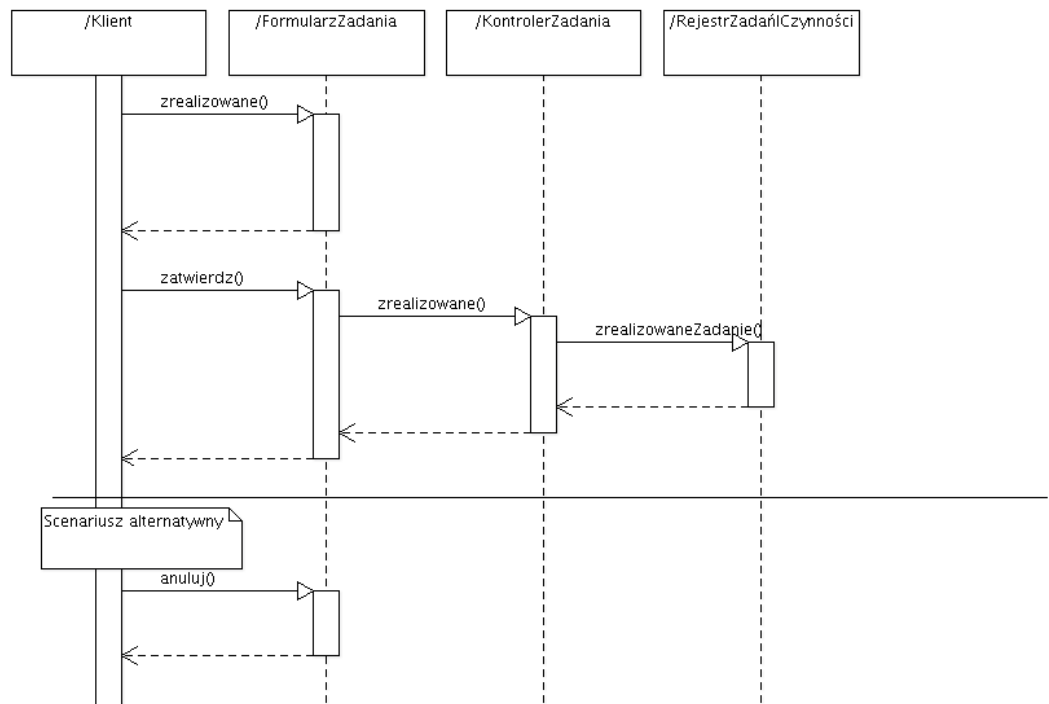 /Klient
/FormularzZadania
/KontrolerZadania
/RejestrZadańICzynności
zrealizowane()
zatwierdz()
zrealizowane()
zrealizowaneZadanie()
Scenariusz alternatywny
anuluj()